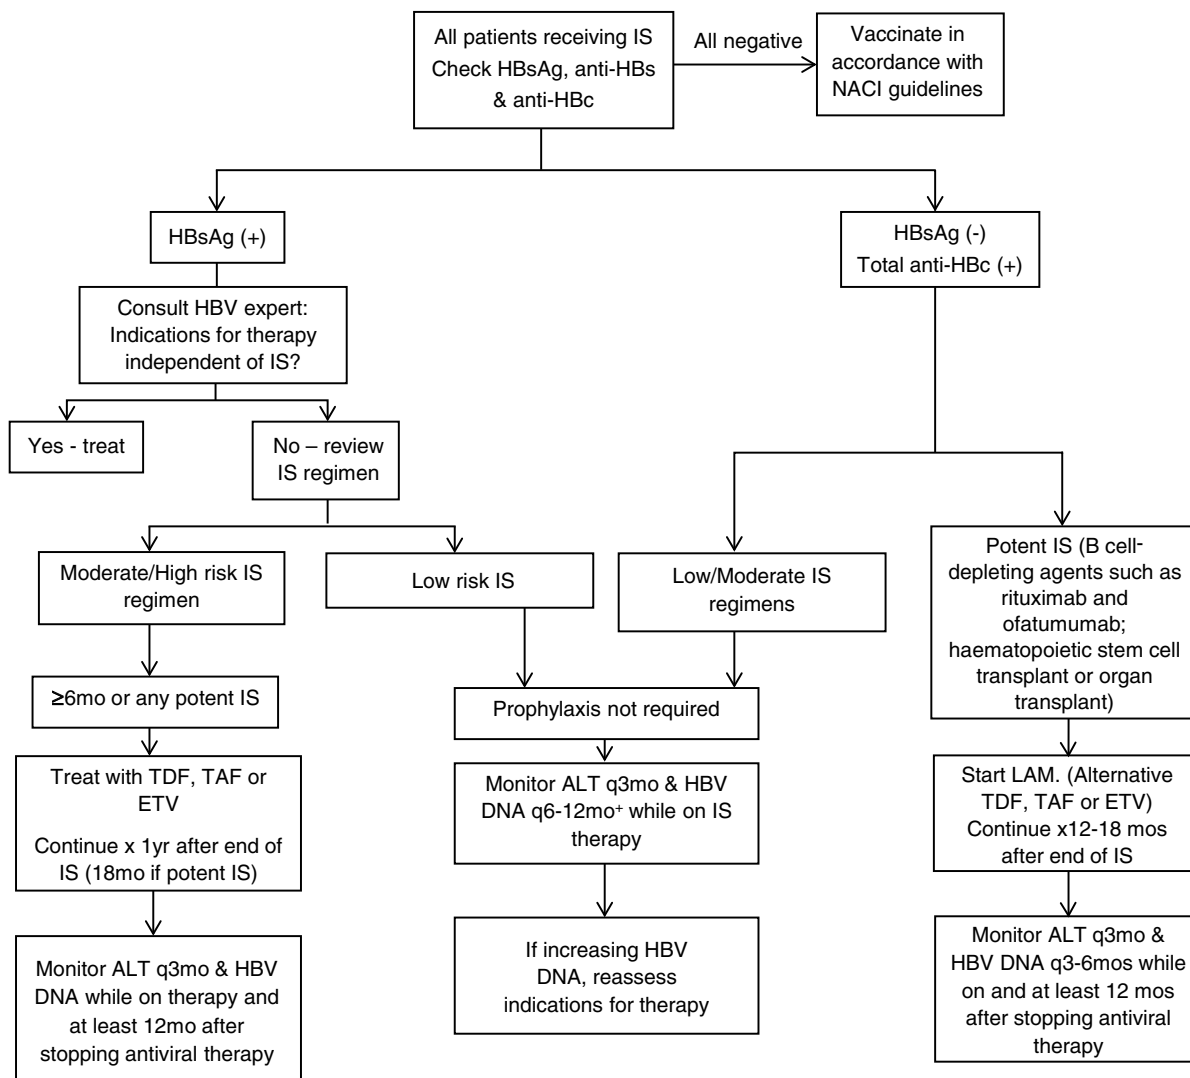 All patients receiving IS
Check HBsAg, anti-HBs
& anti-HBc
All negative
Vaccinate in
accordance with
NACI guidelines
HBsAg (+)
HBsAg (-)
Total anti-HBc (+)
Consult HBV expert:
Indications for therapy
independent of IS?
Yes - treat
No – review
IS regimen
Moderate/High risk IS
regimen
Low risk IS
Low/Moderate IS
regimens
Potent IS (B cell-
depleting agents such as
rituximab and
ofatumumab;
haematopoietic stem cell
transplant or organ
transplant)
≥6mo or any potent IS
Prophylaxis not required
Treat with TDF, TAF or
ETV
Continue x 1yr after end of
IS (18mo if potent IS)
Monitor ALT q3mo & HBV
DNA q6-12mo⁺ while on IS
therapy
Start LAM. (Alternative
TDF, TAF or ETV)
Continue x12-18 mos
after end of IS
Monitor ALT q3mo & HBV
DNA while on therapy and
at least 12mo after
stopping antiviral therapy
If increasing HBV
DNA, reassess
indications for therapy
Monitor ALT q3mo &
HBV DNA q3-6mos while
on and at least 12 mos
after stopping antiviral
therapy